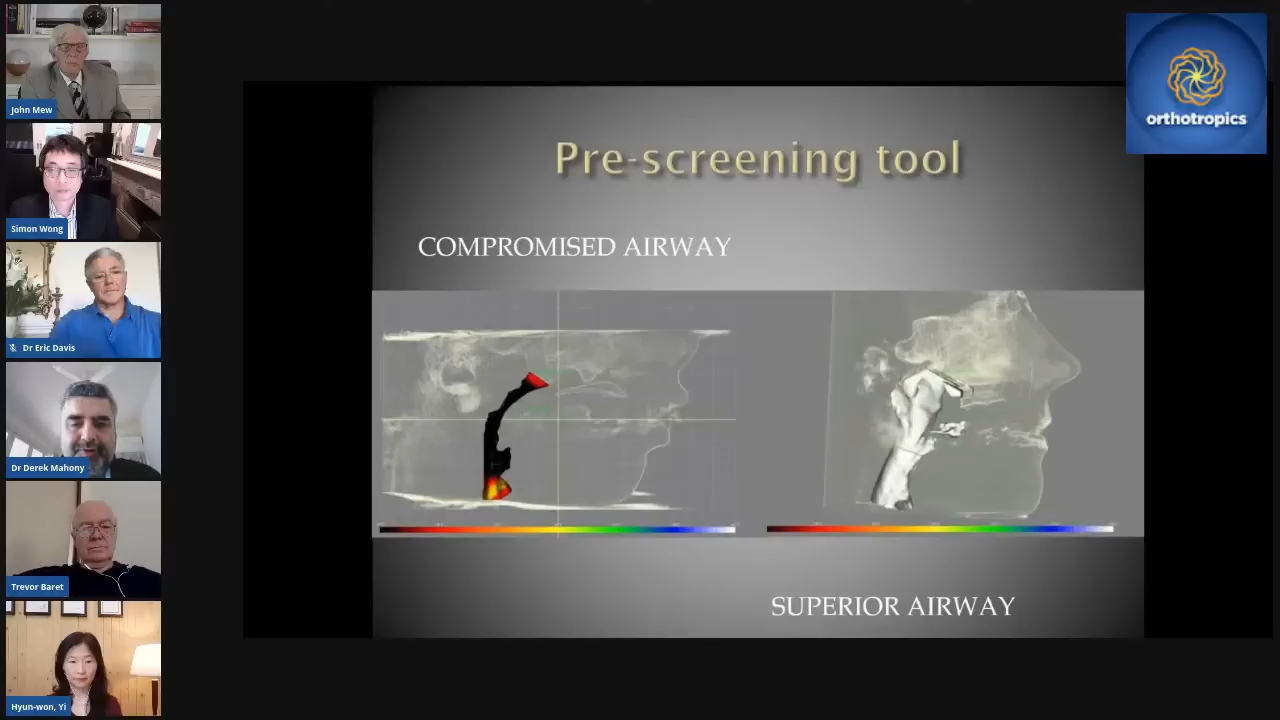 John Mew
Simon Wong
Dr Eric Davis
Dr Derek Mahony
Trevor Baret
Hyun-won, Yi
Pre-screening tool
COMPROMISED AIRWAY
SUPERIOR AIRWAY
orthotropics